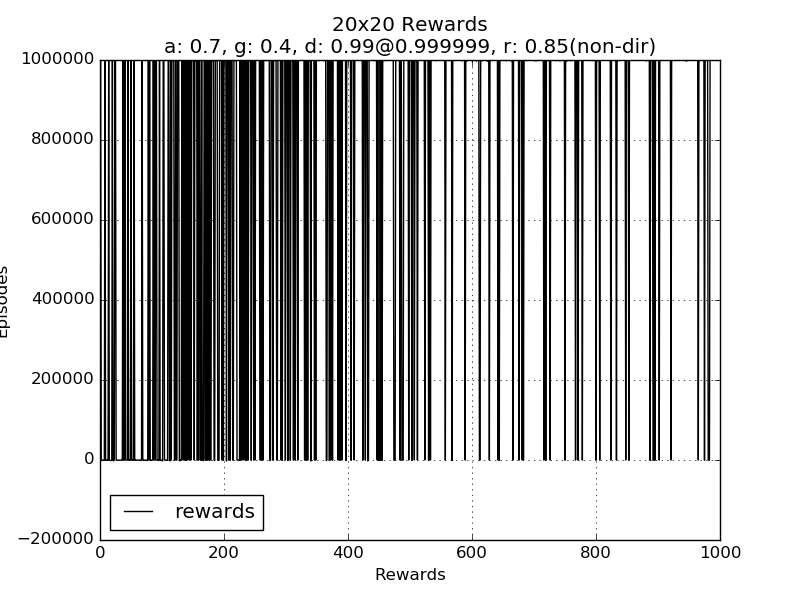 20x20 Rewards
a: 0.7, g: 0.4, d: 0.99@0.999999, r: 0.85(non-dir)
1000000
800000
600000
400000
200000
0
−200000
Episodes
rewards
0 200 400 600 800 1000
Rewards